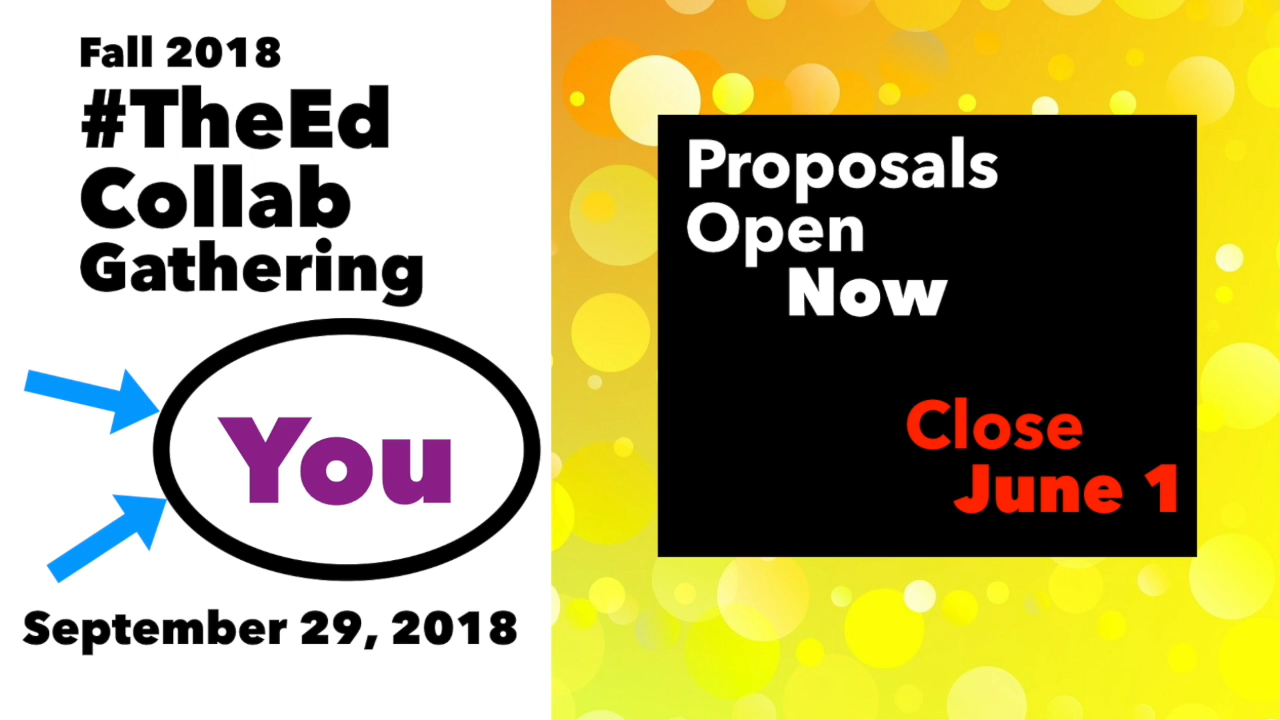 Fall 2018
#TheEd
Collab
Gathering
You
September 29, 2018
Proposals
Open
Now
Close
June 1